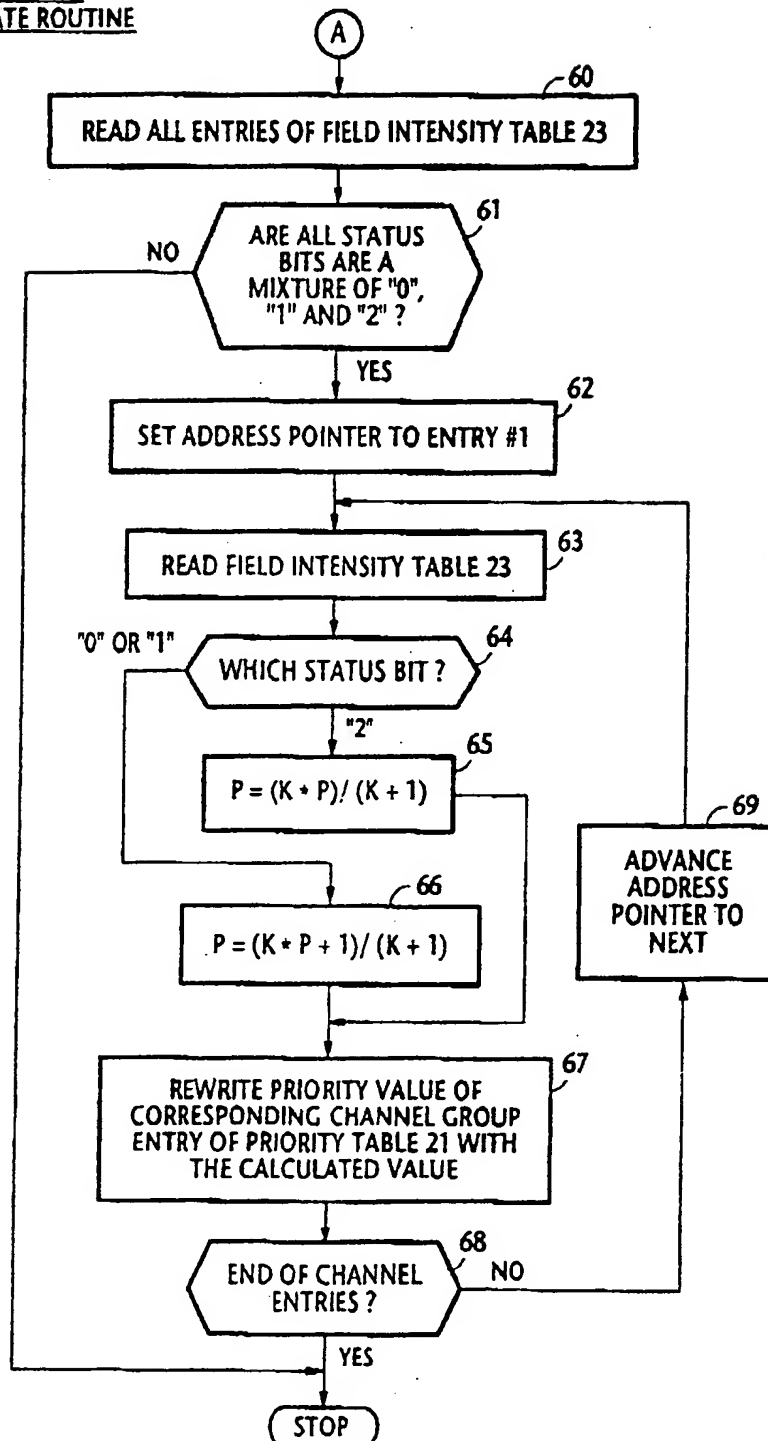 ATE ROUTINE
A
60
READ ALL ENTRIES OF FIELD INTENSITY TABLE 23
61
NO
ARE ALL STATUS
BITS ARE A
MIXTURE OF "0",
"1" AND "2" ?
YES
62
SET ADDRESS POINTER TO ENTRY #1
63
READ FIELD INTENSITY TABLE 23
"0" OR "1"
64
WHICH STATUS BIT ?
"2"
65
P = (K * P)/ (K + 1)
69
ADVANCE
ADDRESS
POINTER TO
NEXT
66
P = (K * P + 1)/ (K + 1)
67
REWRITE PRIORITY VALUE OF
CORRESPONDING CHANNEL GROUP
ENTRY OF PRIORITY TABLE 21 WITH
THE CALCULATED VALUE
68
END OF CHANNEL
ENTRIES ?
NO
YES
STOP